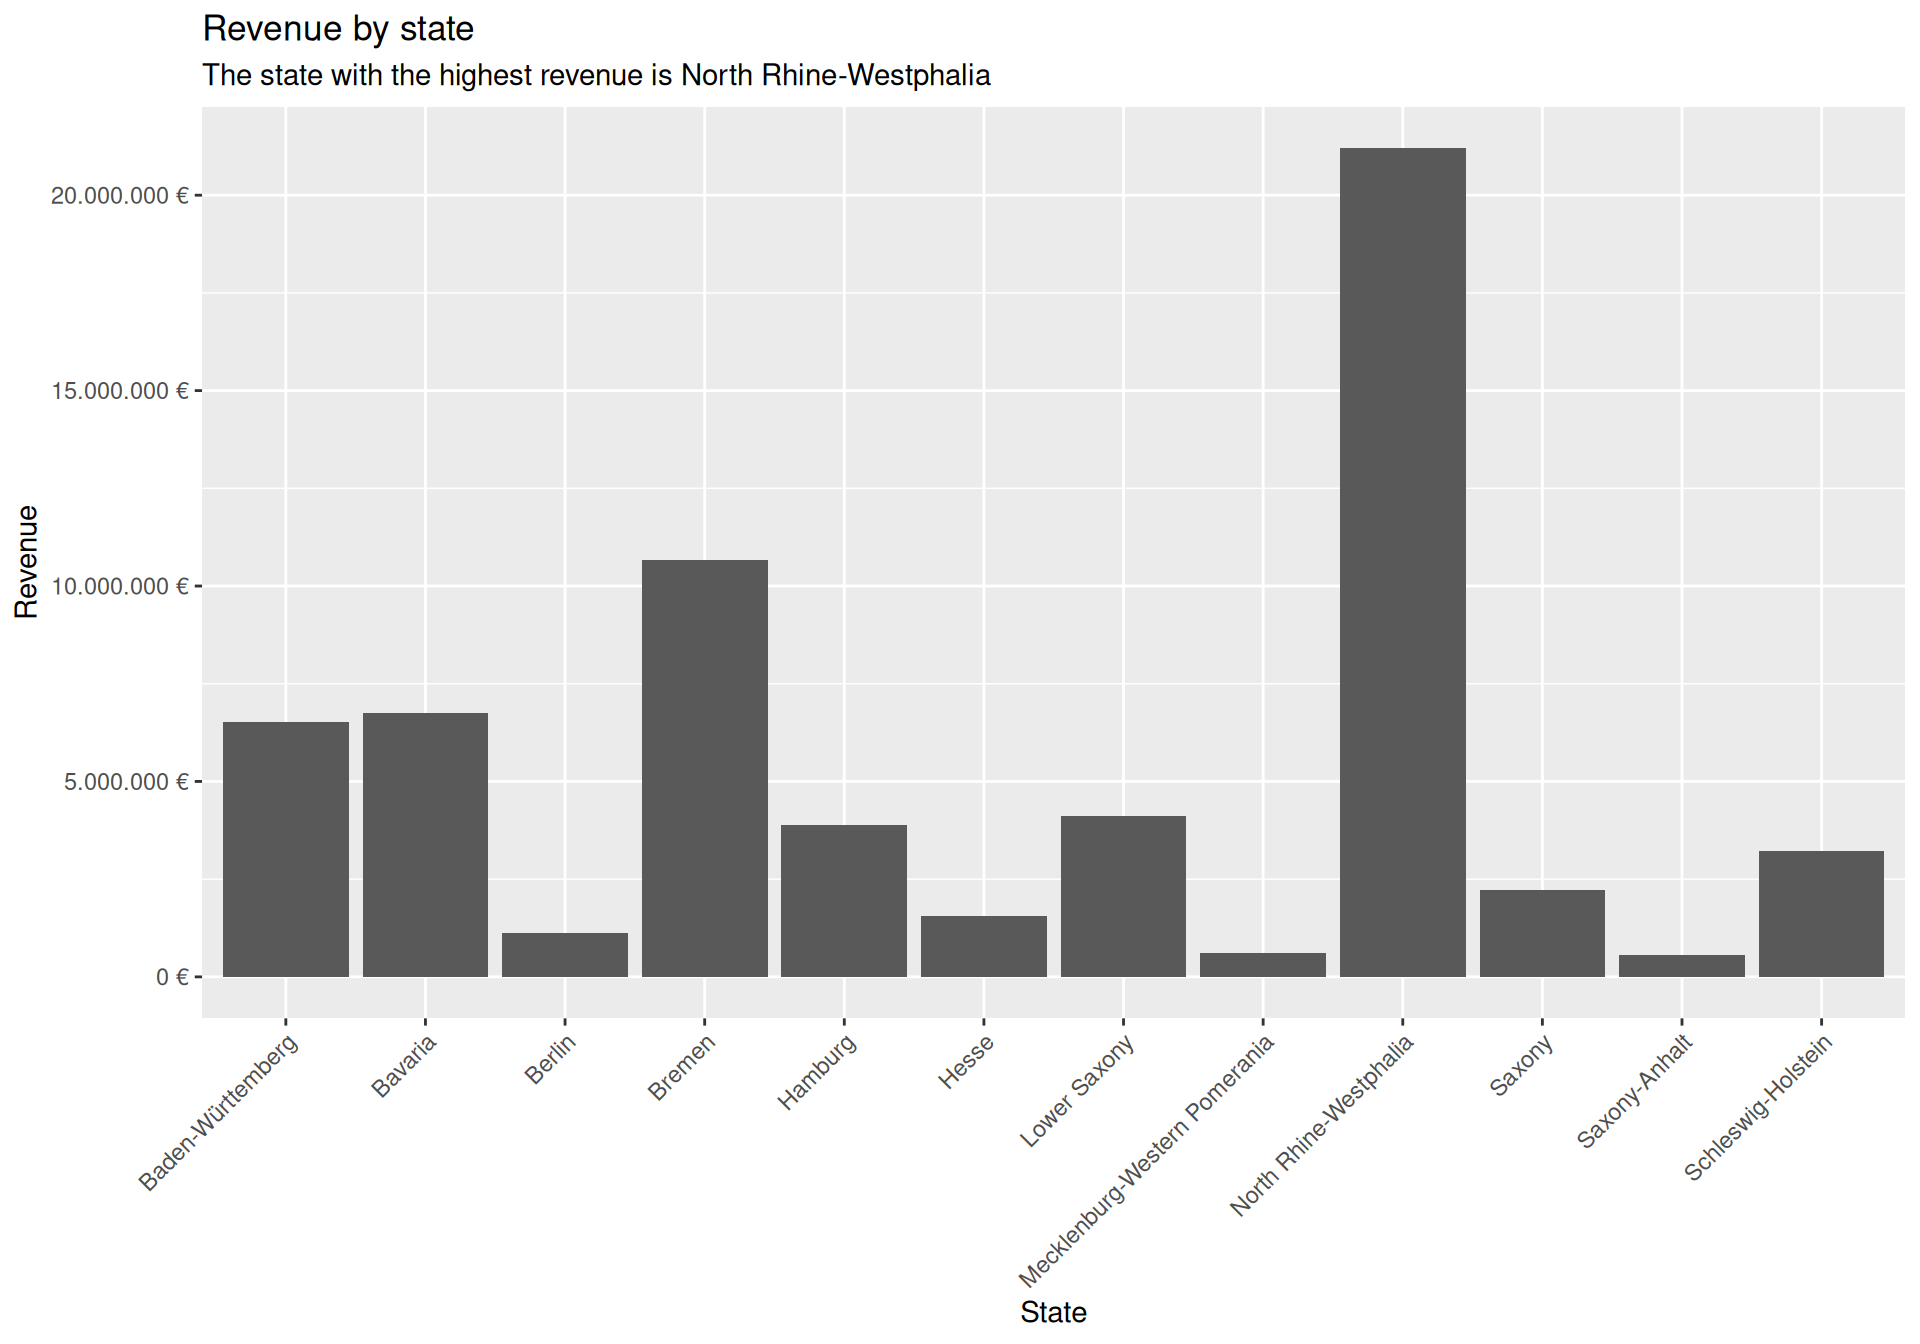 Revenue by state
The state with the highest revenue is North Rhine-Westphalia
Revenue
20.000.000 €
15.000.000 €
10.000.000 €
5.000.000 €
0 €
Baden-Württemberg
Bavaria
Berlin
Bremen
Hamburg
Hesse
Lower Saxony
Mecklenburg-Western Pomerania
North Rhine-Westphalia
Saxony
Saxony-Anhalt
Schleswig-Holstein
State